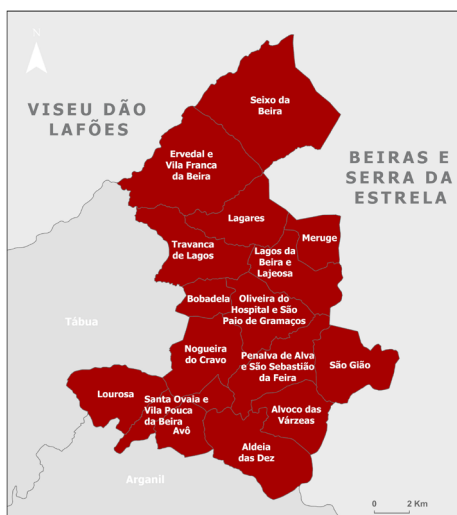 N
VISEU DÃO
LAFÕES
Seixo da
Beira
Ervedal e
Vila Franca
da Beira
BEIRAS E
SERRA DA
ESTRELA
Lagares
Meruge
Travanca
de Lagos
Lagos da
Beira e
Lajeosa
Bobadela
Oliveira do
Hospital e São
Paio de Gramaços
Tábua
Nogueira
do Cravo
Penalva de Alva
e São Sebastião
da Feira
São Gião
Lourosa
Santa Ovaia e
Vila Pouca
da Beira
Alvoco das
Várzeas
Avô
Aldeia
das Dez
Arganil
0 2 Km